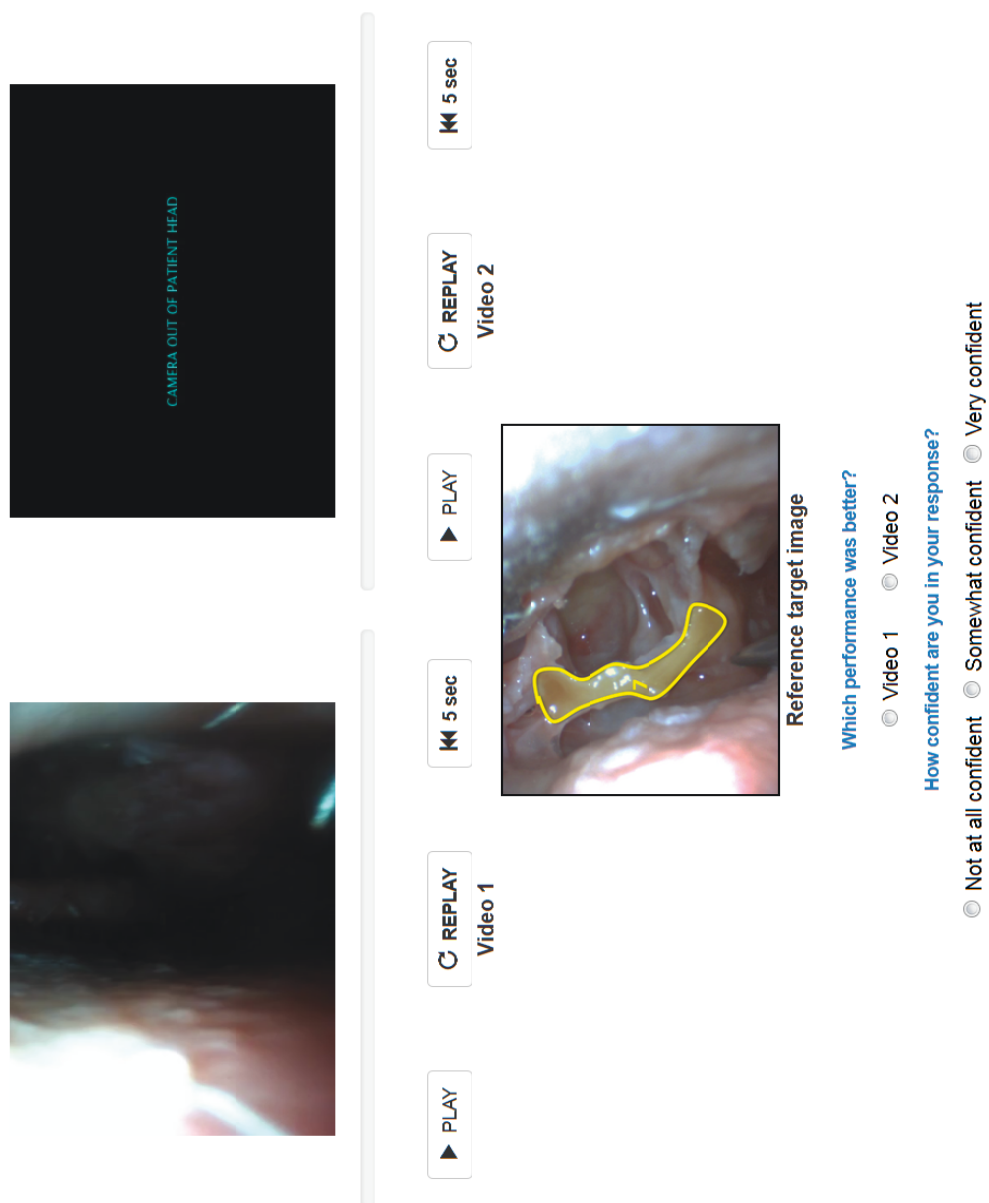 CAMERA OUT OF PATIENT HEAD
PLAY REPLAY 5 sec PLAY REPLAY 5 sec
Video 1 Video 2
7
Reference target image
Which performance was better?
Video 1 Video 2
How confident are you in your response?
Not at all confident Somewhat confident Very confident